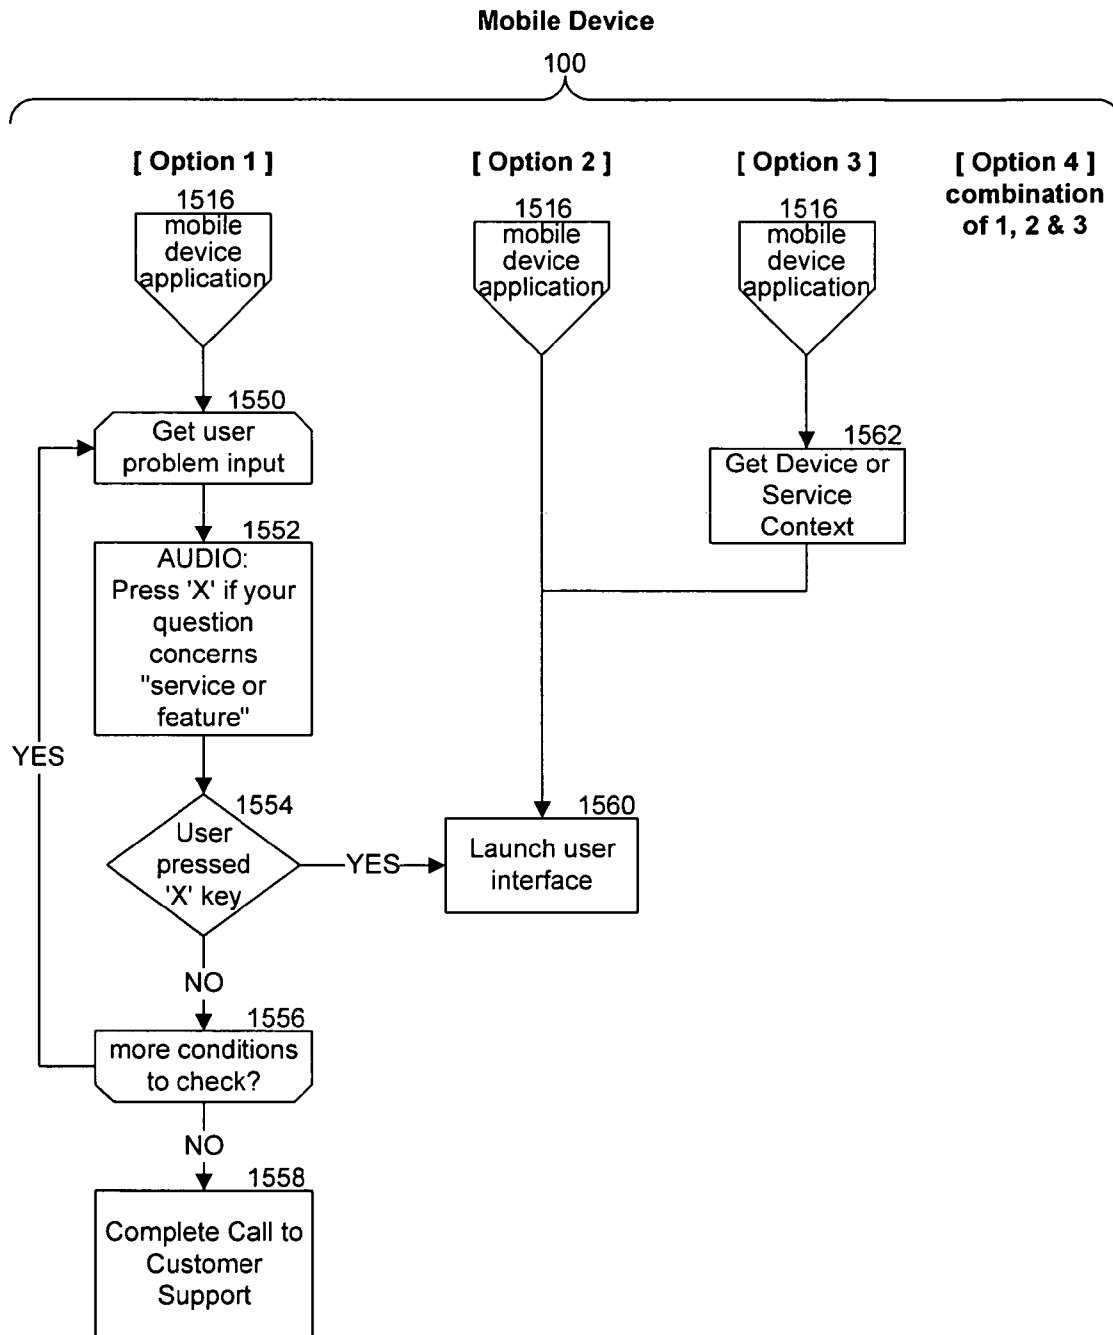 Mobile Device
100
[ Option 1 ]
1516
mobile
device
application
1550
Get user
problem input
1552
AUDIO:
Press 'X' if your
question
concerns
"service or
feature"
YES
1554
User
pressed
'X' key
YES
NO
1556
more conditions
to check?
NO
1558
Complete Call to
Customer
Support
[ Option 2 ]
1516
mobile
device
application
1560
Launch user
interface
[ Option 3 ]
1516
mobile
device
application
1562
Get Device or
Service
Context
[ Option 4 ]
combination
of 1, 2 & 3